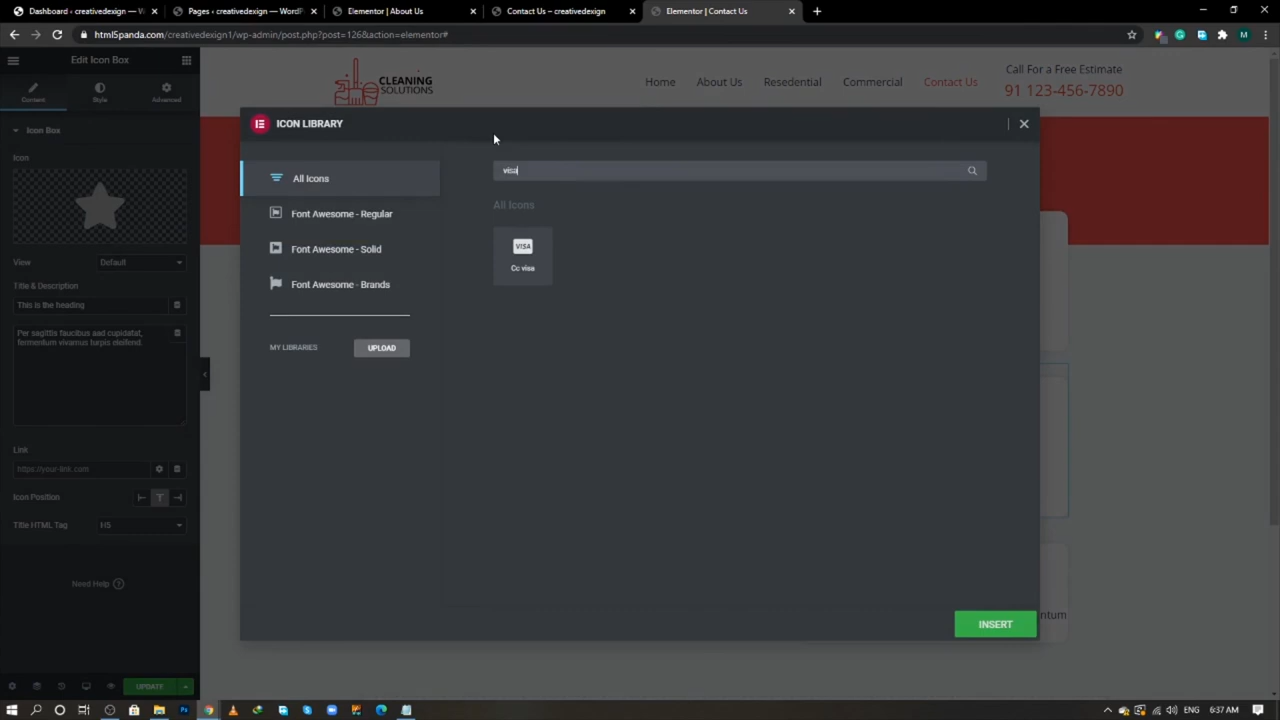 Dashboard ‹ creativedexign — W
Pages ‹ creativedexign — WordPr
Elementor | About Us
Contact Us – creativedexign
Elementor | Contact Us
html5panda.com/creativedexign1/wp-admin/post.php?post=126&action=elementor#
Edit Icon Box
Content
Style
Advanced
Icon Box
Icon
View
Default
Title & Description
This is the heading
Per sagittis faucibus aad cupidatat,
fermentum vivamus turpis eleifend.
Link
https://your-link.com
Icon Position
Title HTML Tag
H5
Need Help
UPDATE
CLEANING
SOLUTIONS
Home
About Us
Resedential
Commercial
Contact Us
Call For a Free Estimate
91 123-456-7890
ICON LIBRARY
All Icons
Font Awesome - Regular
Font Awesome - Solid
Font Awesome - Brands
MY LIBRARIES
UPLOAD
visa
All Icons
VISA
Cc visa
INSERT
ntum
ENG
6:37 AM